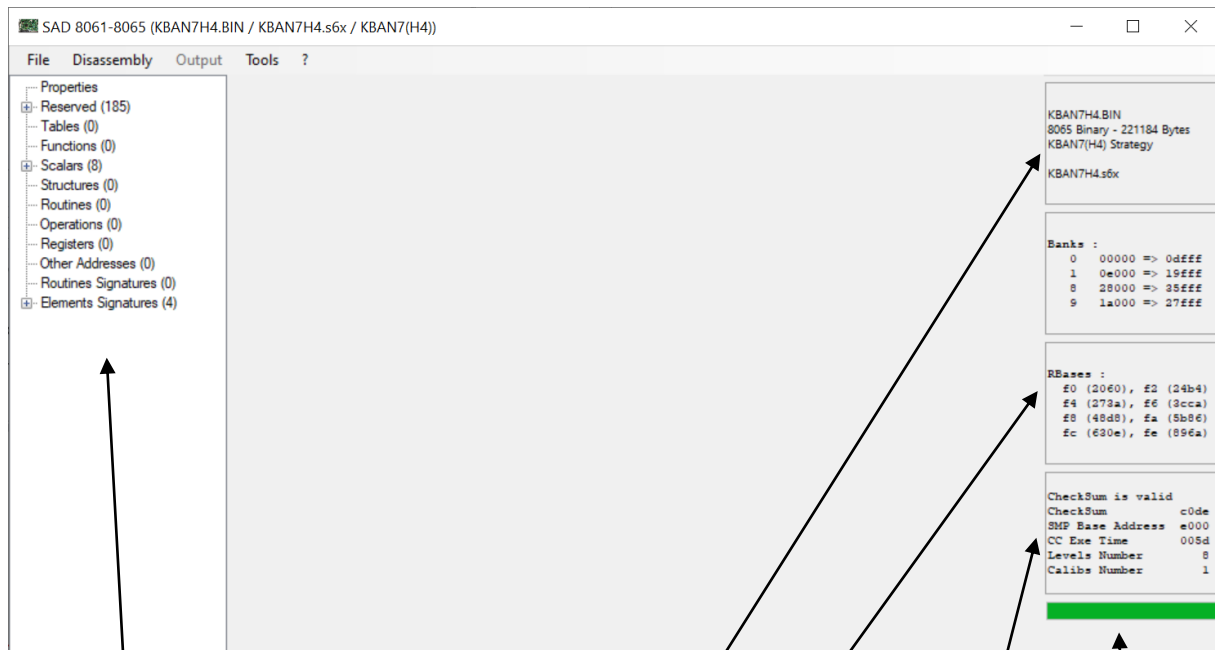 SAD 8061-8065 (KBAN7H4.BIN / KBAN7H4.s6x / KBAN7(H4))
File Disassembly Output Tools ?
Properties
Reserved (185)
Tables (0)
Functions (0)
Scalars (8)
Structures (0)
Routines (0)
Operations (0)
Registers (0)
Other Addresses (0)
Routines Signatures (0)
Elements Signatures (4)
KBAN7H4.BIN
8065 Binary - 221184 Bytes
KBAN7(H4) Strategy
KBAN7H4.s6x
Banks :
0 00000 => 0dfff
1 0e000 => 19fff
8 28000 => 35fff
9 1a000 => 27fff
RBases :
f0 (2060), f2 (24b4)
f4 (273a), f6 (3cca)
f8 (48d8), fa (5b86)
fc (630e), fe (896a)
CheckSum is valid
CheckSum c0de
SMP Base Address e000
CC Exe Time 005d
Levels Number 8
Calibs Number 1